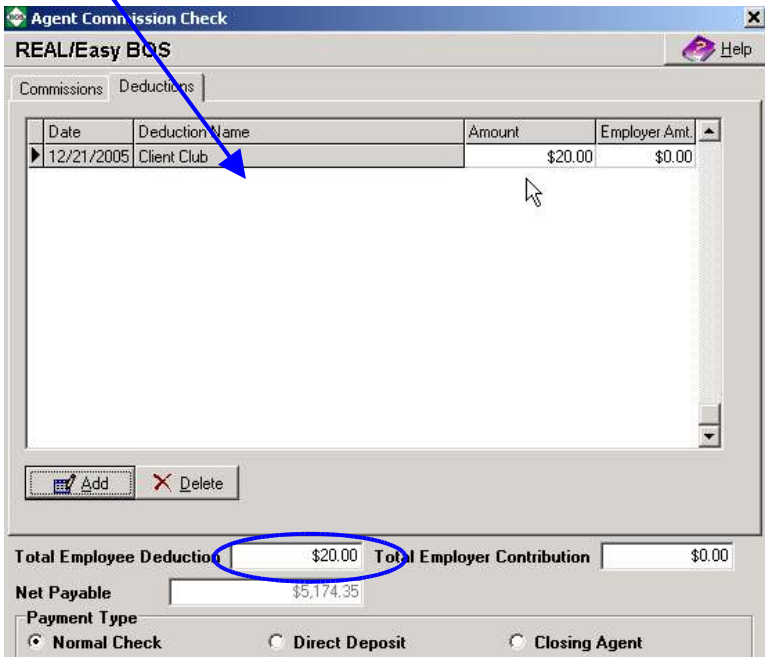 BOS Agent Commission Check
REAL/Easy BOS Help
Commissions Deductions
Date Deduction Name Amount Employer Amt.
12/21/2005 Client Club $20.00 $0.00
Add Delete
Total Employee Deduction $20.00 Total Employer Contribution $0.00
Net Payable $5,174.35
Payment Type
Normal Check Direct Deposit Closing Agent